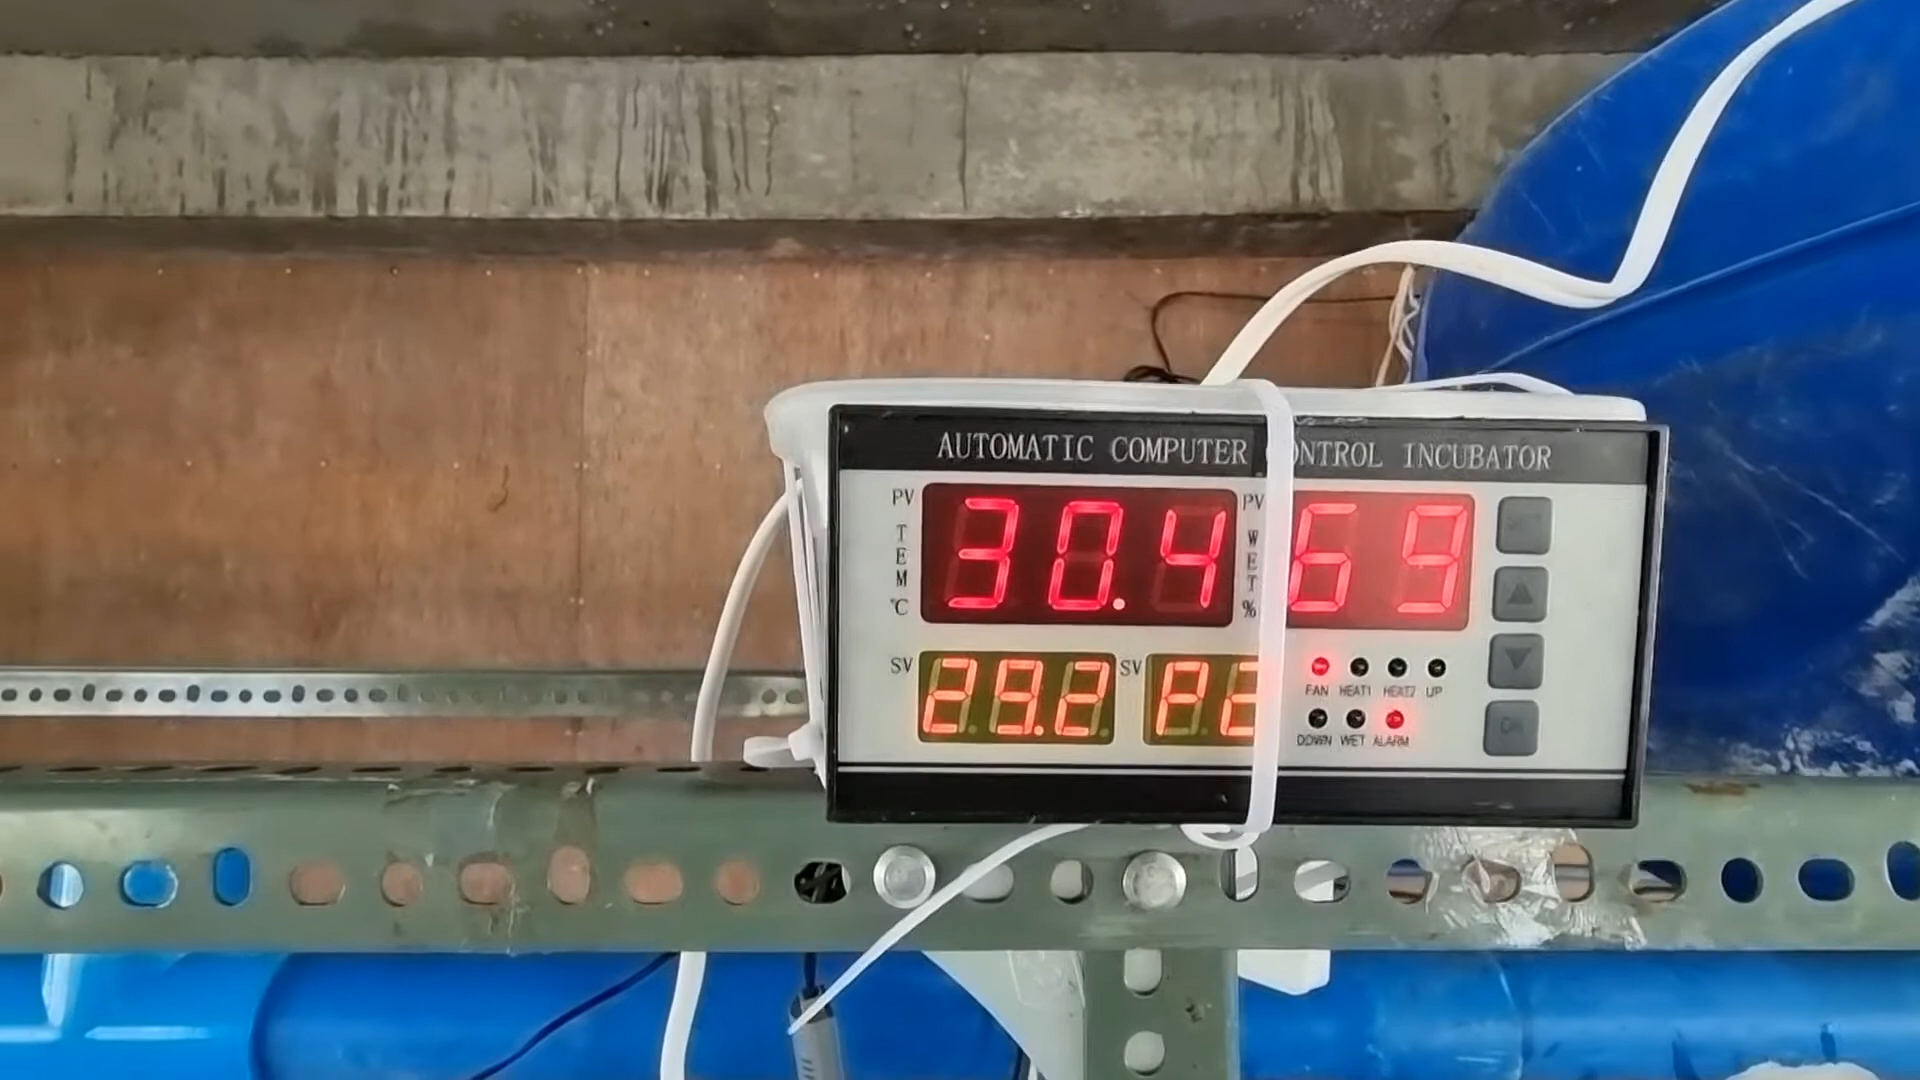 AUTOMATIC COMPUTER ONTROL INCUBATOR
PV TEM °C 30.4 PV WET % 69
SV 29.2 SV
FAN HEAT1 HEAT2 UP
DOWN WET ALARM